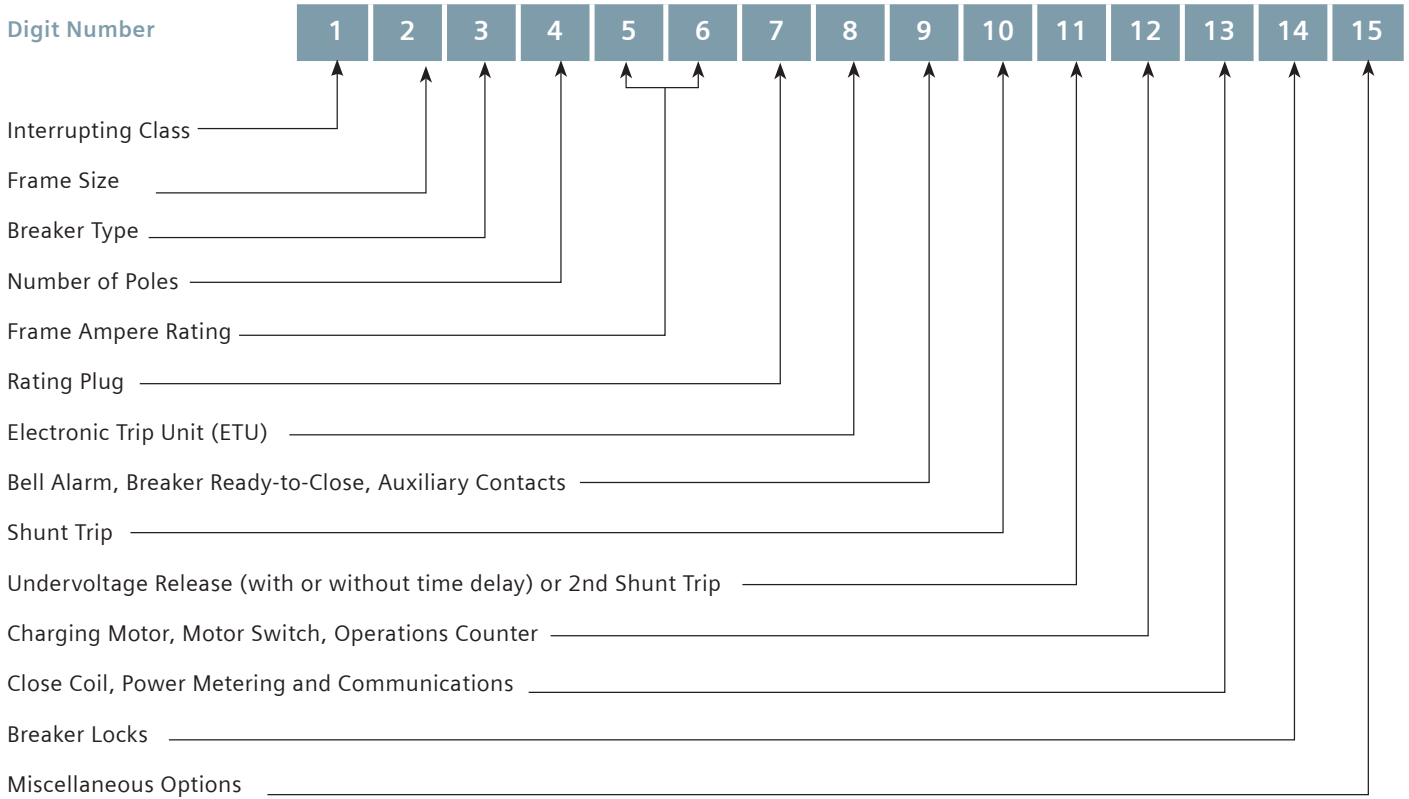 Digit Number 1 2 3 4 5 6 7 8 9 10 11 12 13 14 15
Interrupting Class
Frame Size
Breaker Type
Number of Poles
Frame Ampere Rating
Rating Plug
Electronic Trip Unit (ETU)
Bell Alarm, Breaker Ready-to-Close, Auxiliary Contacts
Shunt Trip
Undervoltage Release (with or without time delay) or 2nd Shunt Trip
Charging Motor, Motor Switch, Operations Counter
Close Coil, Power Metering and Communications
Breaker Locks
Miscellaneous Options